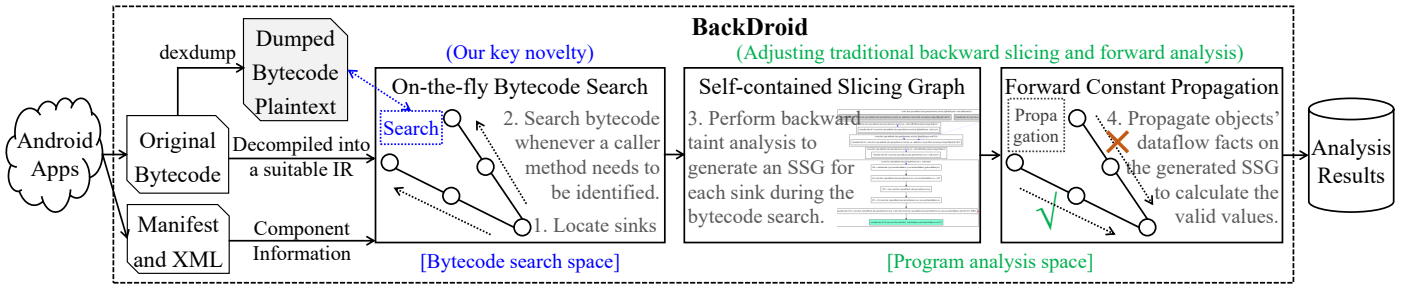 BackDroid
(Our key novelty)
(Adjusting traditional backward slicing and forward analysis)
dexdump
Dumped
Bytecode
Plaintext
Android
Apps
Original
Bytecode
Decompiled into
a suitable IR
Manifest
and XML
Component
Information
On-the-fly Bytecode Search
Search
2. Search bytecode
whenever a caller
method needs to
be identified.
1. Locate sinks
[Bytecode search space]
Self-contained Slicing Graph
3. Perform backward
taint analysis to
generate an SSG for
each sink during the
bytecode search.
Forward Constant Propagation
Propa
gation
4. Propagate objects'
dataflow facts on
the generated SSG
to calculate the
valid values.
[Program analysis space]
Analysis
Results